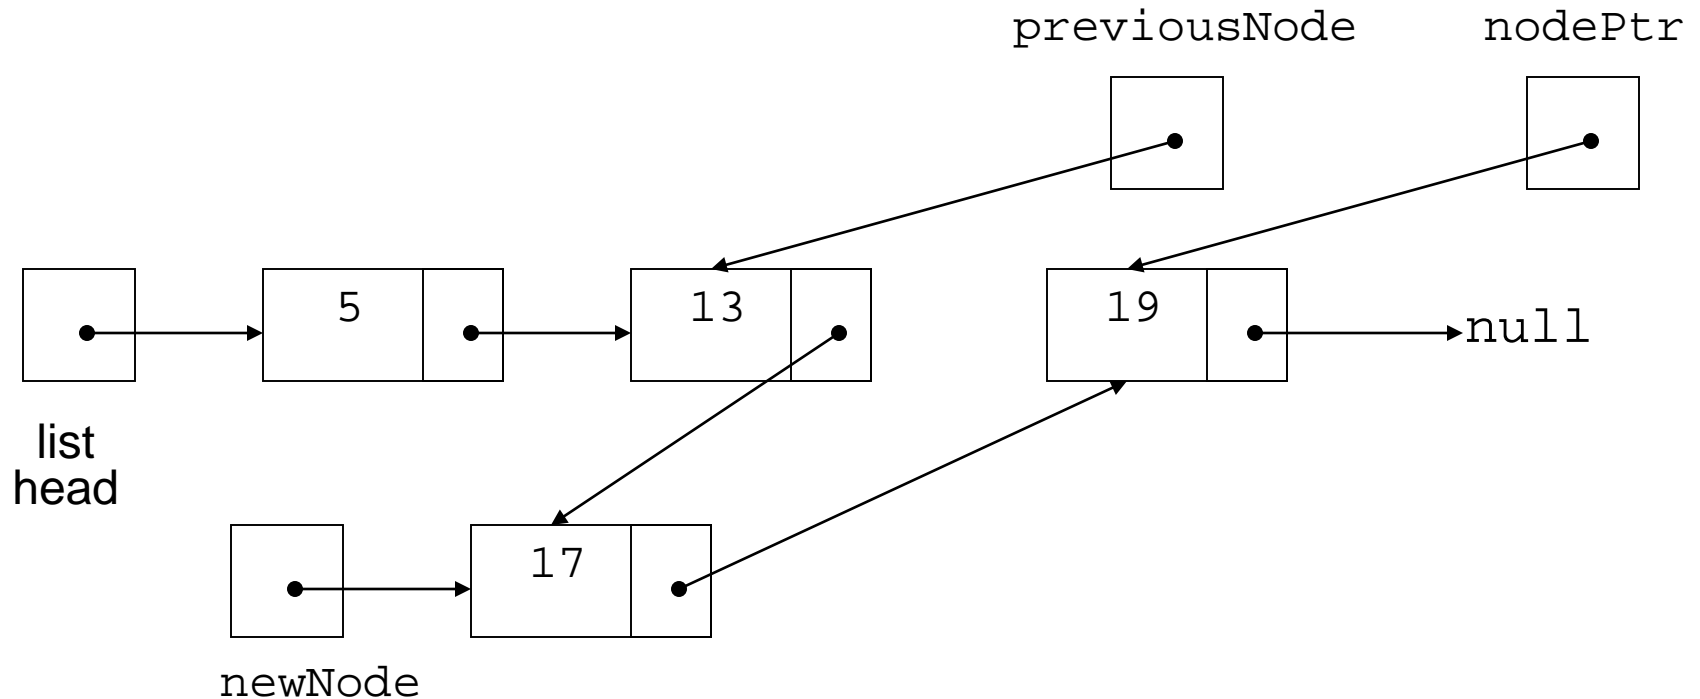 previousNode
nodePtr
5
13
19
null
list
head
17
newNode